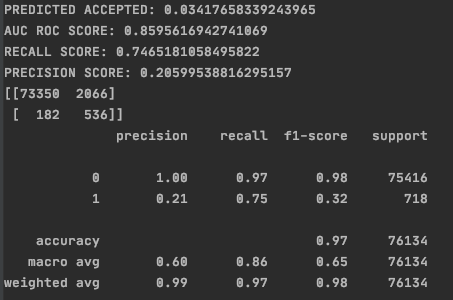 PREDICTED ACCEPTED: 0.03417658339243965
AUC ROC SCORE: 0.8595616942741069
RECALL SCORE: 0.7465181058495822
PRECISION SCORE: 0.20599538816295157
[[73350  2066]
 [  182   536]]
              precision    recall  f1-score   support
           0       1.00      0.97      0.98     75416
           1       0.21      0.75      0.32       718
    accuracy                           0.97     76134
   macro avg       0.60      0.86      0.65     76134
weighted avg       0.99      0.97      0.98     76134